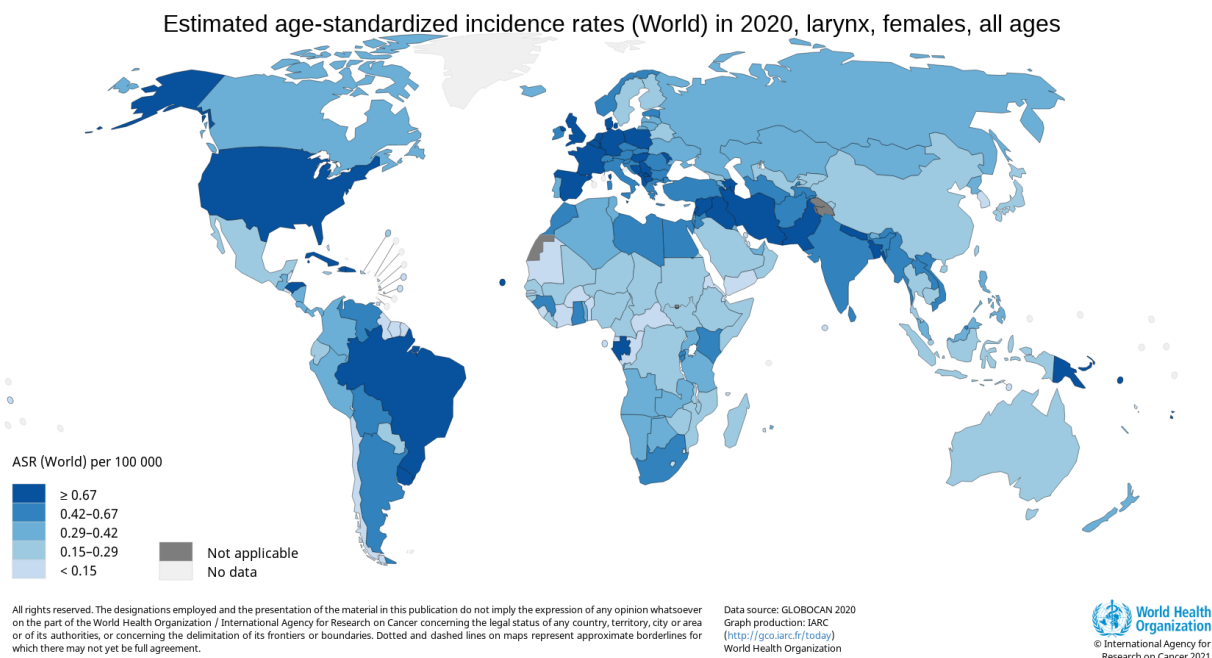 Estimated age-standardized incidence rates (World) in 2020, larynx, females, all ages
ASR (World) per 100 000
≥ 0.67
0.42–0.67
0.29–0.42
0.15–0.29
< 0.15
Not applicable
No data
All rights reserved. The designations employed and the presentation of the material in this publication do not imply the expression of any opinion whatsoever
on the part of the World Health Organization / International Agency for Research on Cancer concerning the legal status of any country, territory, city or area
or of its authorities, or concerning the delimitation of its frontiers or boundaries. Dotted and dashed lines on maps represent approximate borderlines for
which there may not yet be full agreement.
Data source: GLOBOCAN 2020
Graph production: IARC
(http://gco.iarc.fr/today)
World Health Organization
World Health
Organization
© International Agency for
Research on Cancer 2021